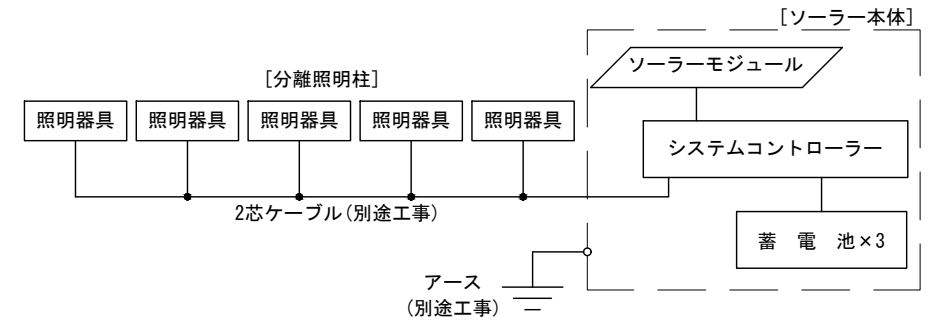 [ソーラー本体]
ソーラーモジュール
[分離照明柱]
照明器具 照明器具 照明器具 照明器具 照明器具
システムコントローラー
2芯ケーブル(別途工事)
蓄 電 池×3
アース
(別途工事)